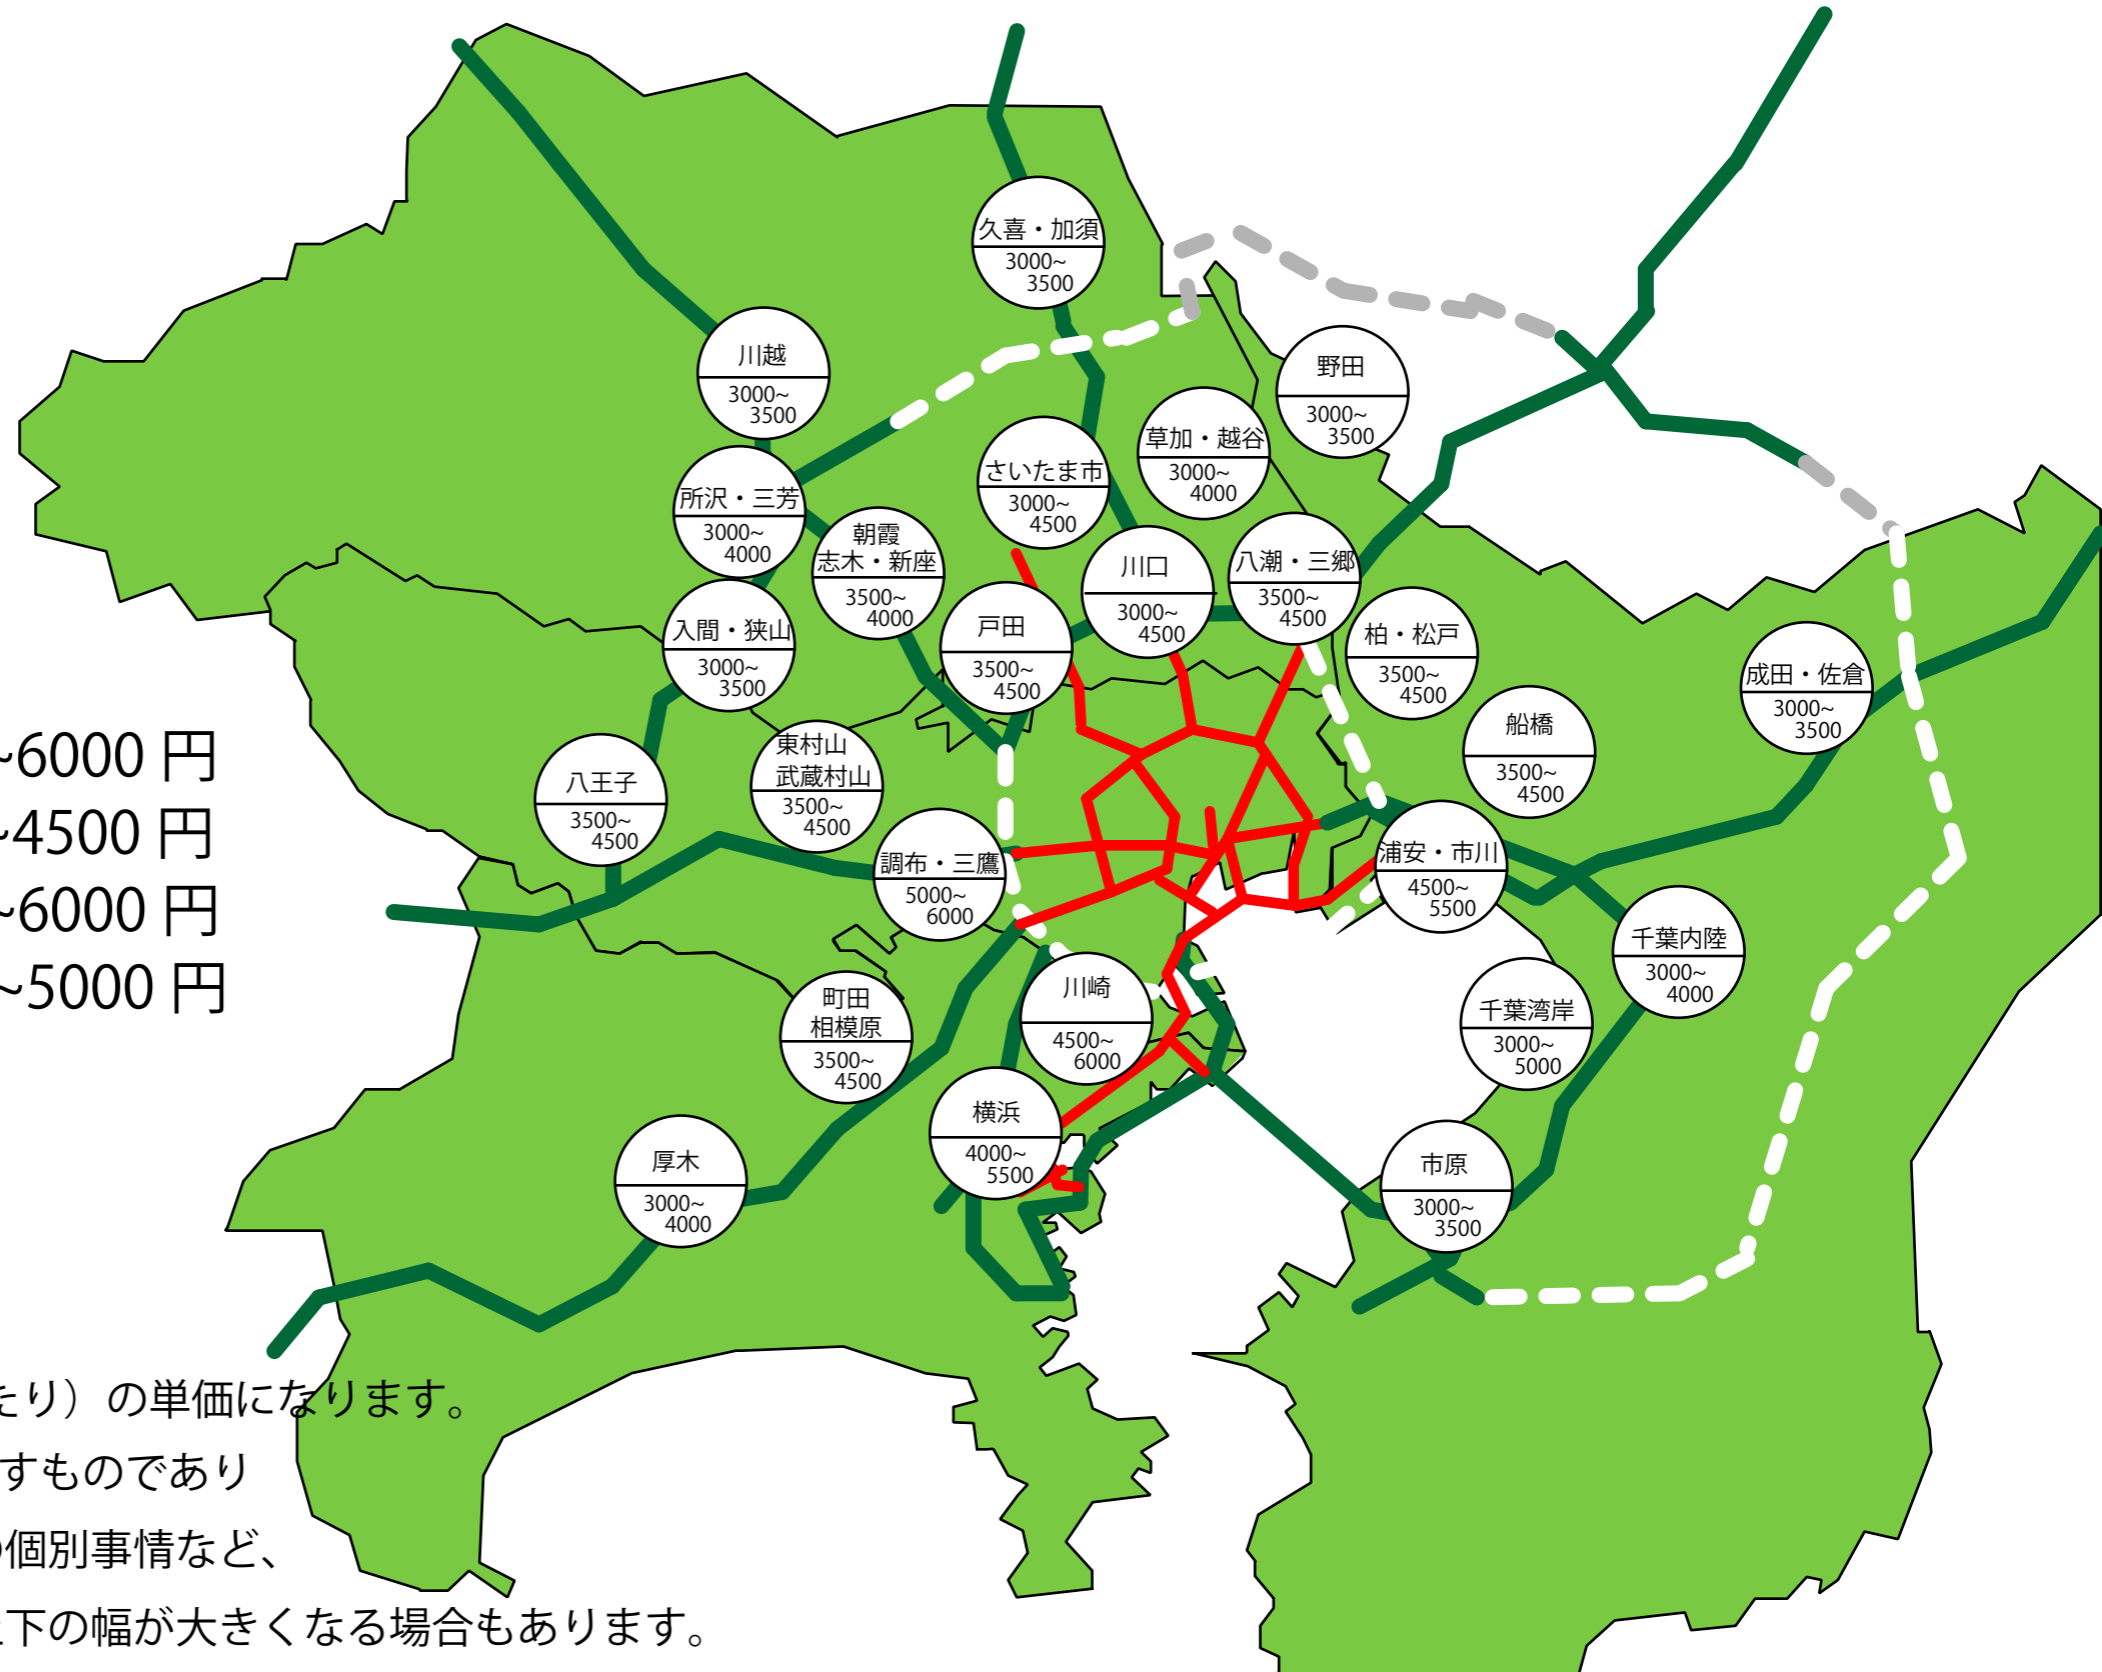 久喜・加須
3000~
3500
川越
3000~
3500
野田
3000~
3500
さいたま市
3000~
4500
草加・越谷
3000~
4000
所沢・三芳
3000~
4000
朝霞
志木・新座
3500~
4000
川口
3000~
4500
八潮・三郷
3500~
4500
入間・狭山
3000~
3500
戸田
3500~
4500
柏・松戸
3500~
4500
成田・佐倉
3000~
3500
船橋
3500~
4500
東村山
武蔵村山
3500~
4500
八王子
3500~
4500
調布・三鷹
5000~
6000
浦安・市川
4500~
5500
千葉内陸
3000~
4000
町田
相模原
3500~
4500
川崎
4500~
6000
千葉湾岸
3000~
5000
横浜
4000~
5500
厚木
3000~
4000
市原
3000~
3500
~6000 円
~4500 円
~6000 円
~5000 円
たり）の単価になります。
すものであり
の個別事情など、
上下の幅が大きくなる場合もあります。